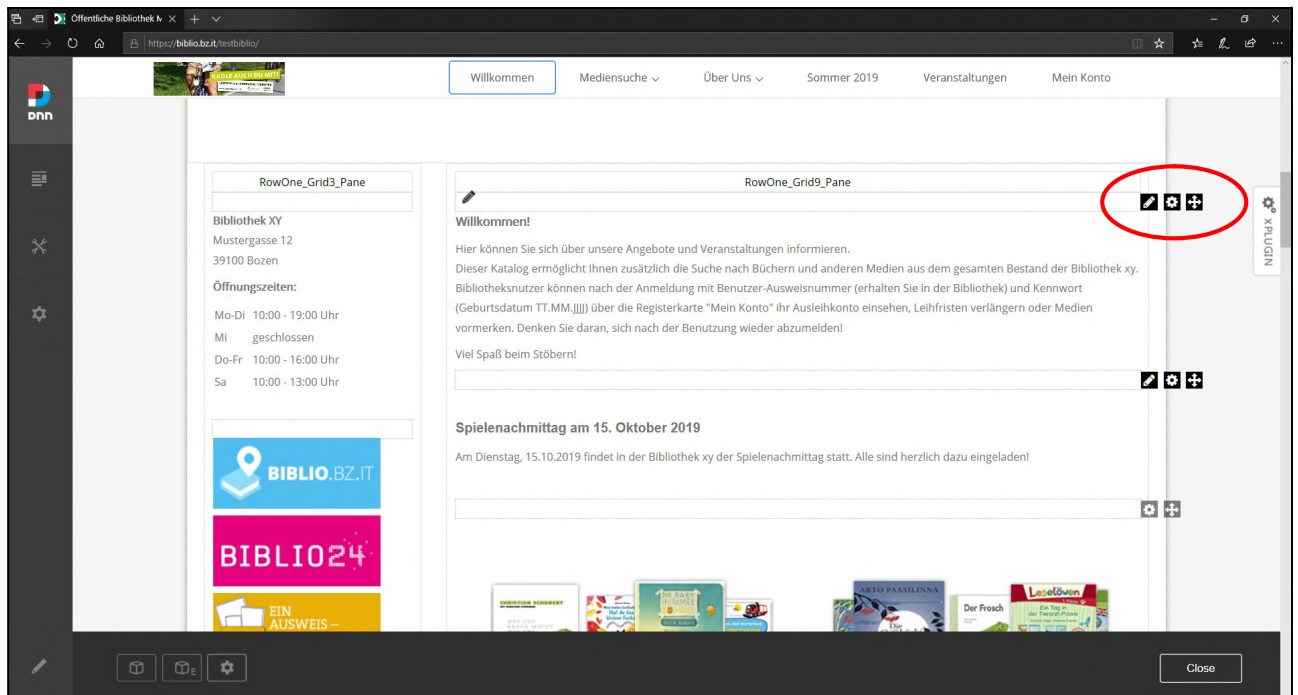 Öffentliche Bibliothek M
https://biblio.bz.it/testbiblio/
DNN
RADLE AUCH DU MIT!
Willkommen
Mediensuche
Über Uns
Sommer 2019
Veranstaltungen
Mein Konto
RowOne_Grid3_Pane
Bibliothek XY
Mustergasse 12
39100 Bozen
Öffnungszeiten:
Mo-Di 10:00 - 19:00 Uhr
Mi geschlossen
Do-Fr 10:00 - 16:00 Uhr
Sa 10:00 - 13:00 Uhr
BIBLIO.BZ.IT
BIBLIO24
EIN
AUSWEIS –
RowOne_Grid9_Pane
Willkommen!
Hier können Sie sich über unsere Angebote und Veranstaltungen informieren.
Dieser Katalog ermöglicht Ihnen zusätzlich die Suche nach Büchern und anderen Medien aus dem gesamten Bestand der Bibliothek xy.
Bibliotheksnutzer können nach der Anmeldung mit Benutzer-Ausweisnummer (erhalten Sie in der Bibliothek) und Kennwort
(Geburtsdatum TT.MM.JJJJ) über die Registerkarte "Mein Konto" ihr Ausleihkonto einsehen, Leihfristen verlängern oder Medien
vormerken. Denken Sie daran, sich nach der Benutzung wieder abzumelden!
Viel Spaß beim Stöbern!
Spielenachmittag am 15. Oktober 2019
Am Dienstag, 15.10.2019 findet in der Bibliothek xy der Spielenachmittag statt. Alle sind herzlich dazu eingeladen!
CHRISTIAN SCHUBERT
ARTO PAASILINNA
Die
Der Frosch
Leselöwen
Ein Tag in
der Tierarzt-Praxis
XPLUGIN
E
Close